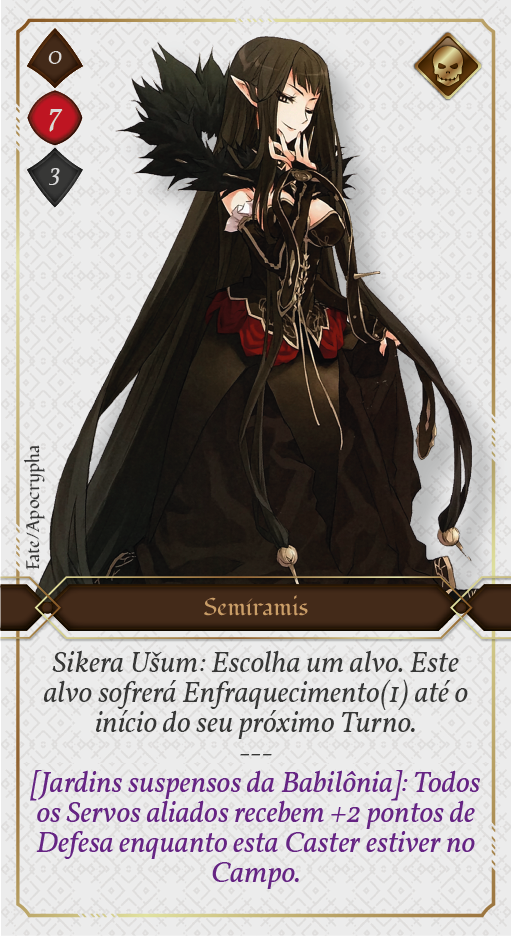 0
7
3
Fate/Apocrypha
Semíramis
Sikera Ušum: Escolha um alvo. Este
alvo sofrerá Enfraquecimento(1) até o
início do seu próximo Turno.
---
[Jardins suspensos da Babilônia]: Todos
os Servos aliados recebem +2 pontos de
Defesa enquanto esta Caster estiver no
Campo.